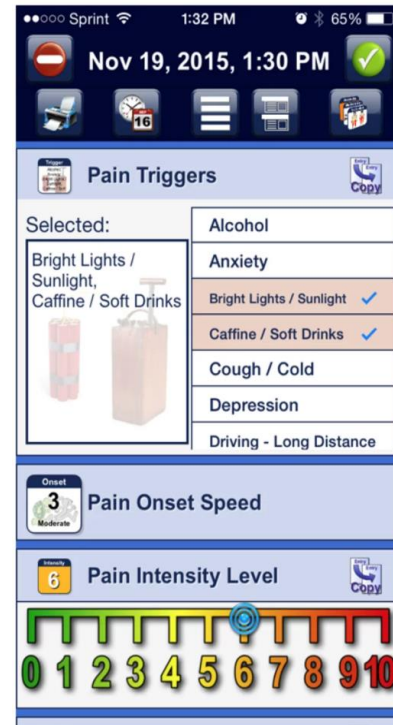 Sprint 1:32 PM 65%
Nov 19, 2015, 1:30 PM
16
Pain Triggers
Copy
Selected:
Bright Lights /
Sunlight,
Caffine / Soft Drinks
Alcohol
Anxiety
Bright Lights / Sunlight
Caffine / Soft Drinks
Cough / Cold
Depression
Driving - Long Distance
Onset
3
Moderate
Pain Onset Speed
Intensity
6
Pain Intensity Level
Copy
0 1 2 3 4 5 6 7 8 9 10